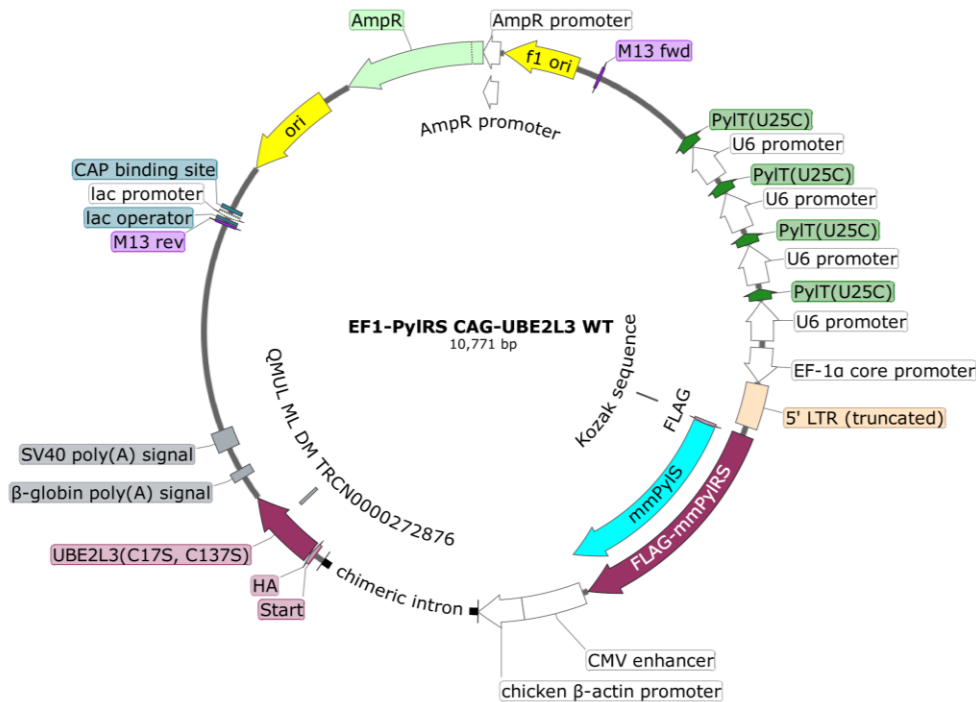 AmpR
AmpR promoter
f1 ori
M13 fwd
AmpR promoter
ori
PylT(U25C)
U6 promoter
PylT(U25C)
U6 promoter
PylT(U25C)
U6 promoter
PylT(U25C)
U6 promoter
CAP binding site
lac promoter
lac operator
M13 rev
EF1-PylRS CAG-UBE2L3 WT
10,771 bp
EF-1α core promoter
5' LTR (truncated)
Kozak sequence
FLAG
mmPylS
FLAG-mmPylRS
QMUL ML DM TRCN0000272876
SV40 poly(A) signal
β-globin poly(A) signal
UBE2L3(C17S, C137S)
HA
Start
chimeric intron
CMV enhancer
chicken β-actin promoter